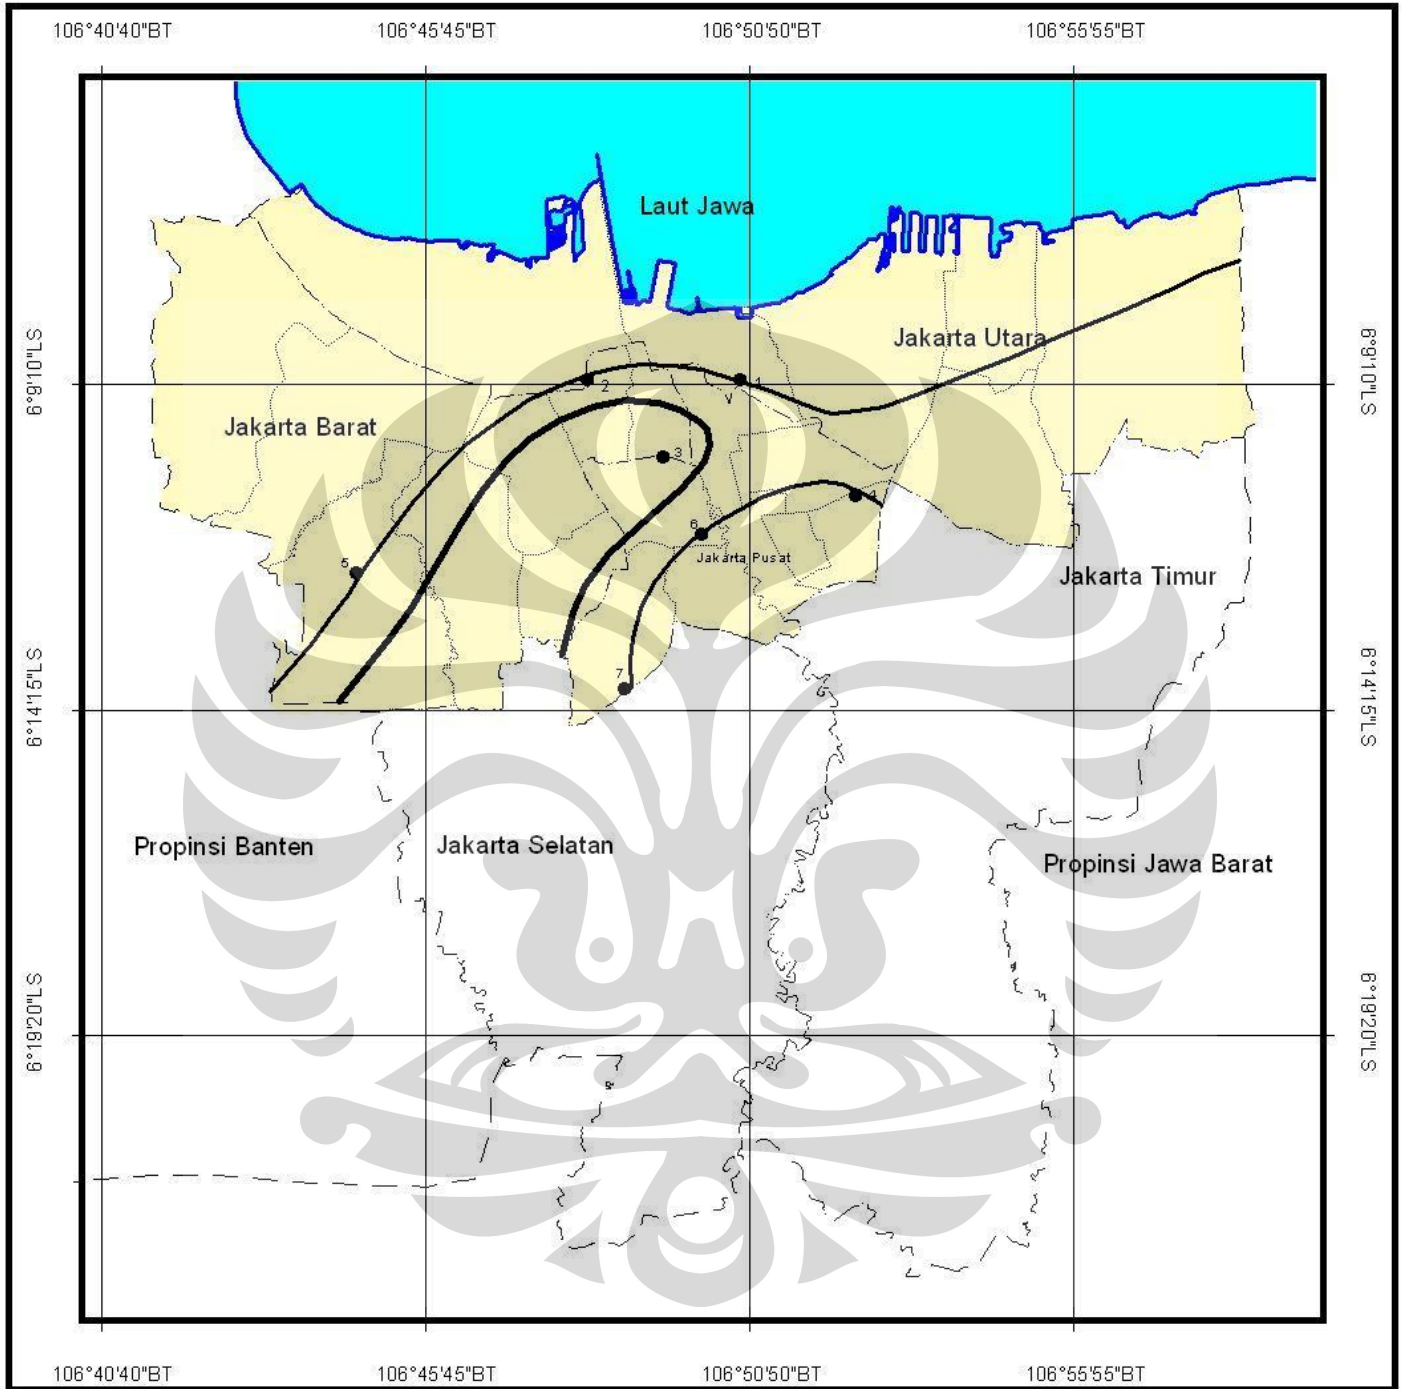 106°40'40"BT 106°45'45"BT 106°50'50"BT 106°55'55"BT
Laut Jawa
Jakarta Utara
6°9'10"LS 6°9'10"LS
2 1
V
Jakarta Barat
3
4
6
Jakarta Pusat
5
Jakarta Timur
7
6°14'15"LS 6°14'15"LS
Propinsi Banten Jakarta Selatan
Propinsi Jawa Barat
6°19'20"LS 6°19'20"LS
106°40'40"BT 106°45'45"BT 106°50'50"BT 106°55'55"BT